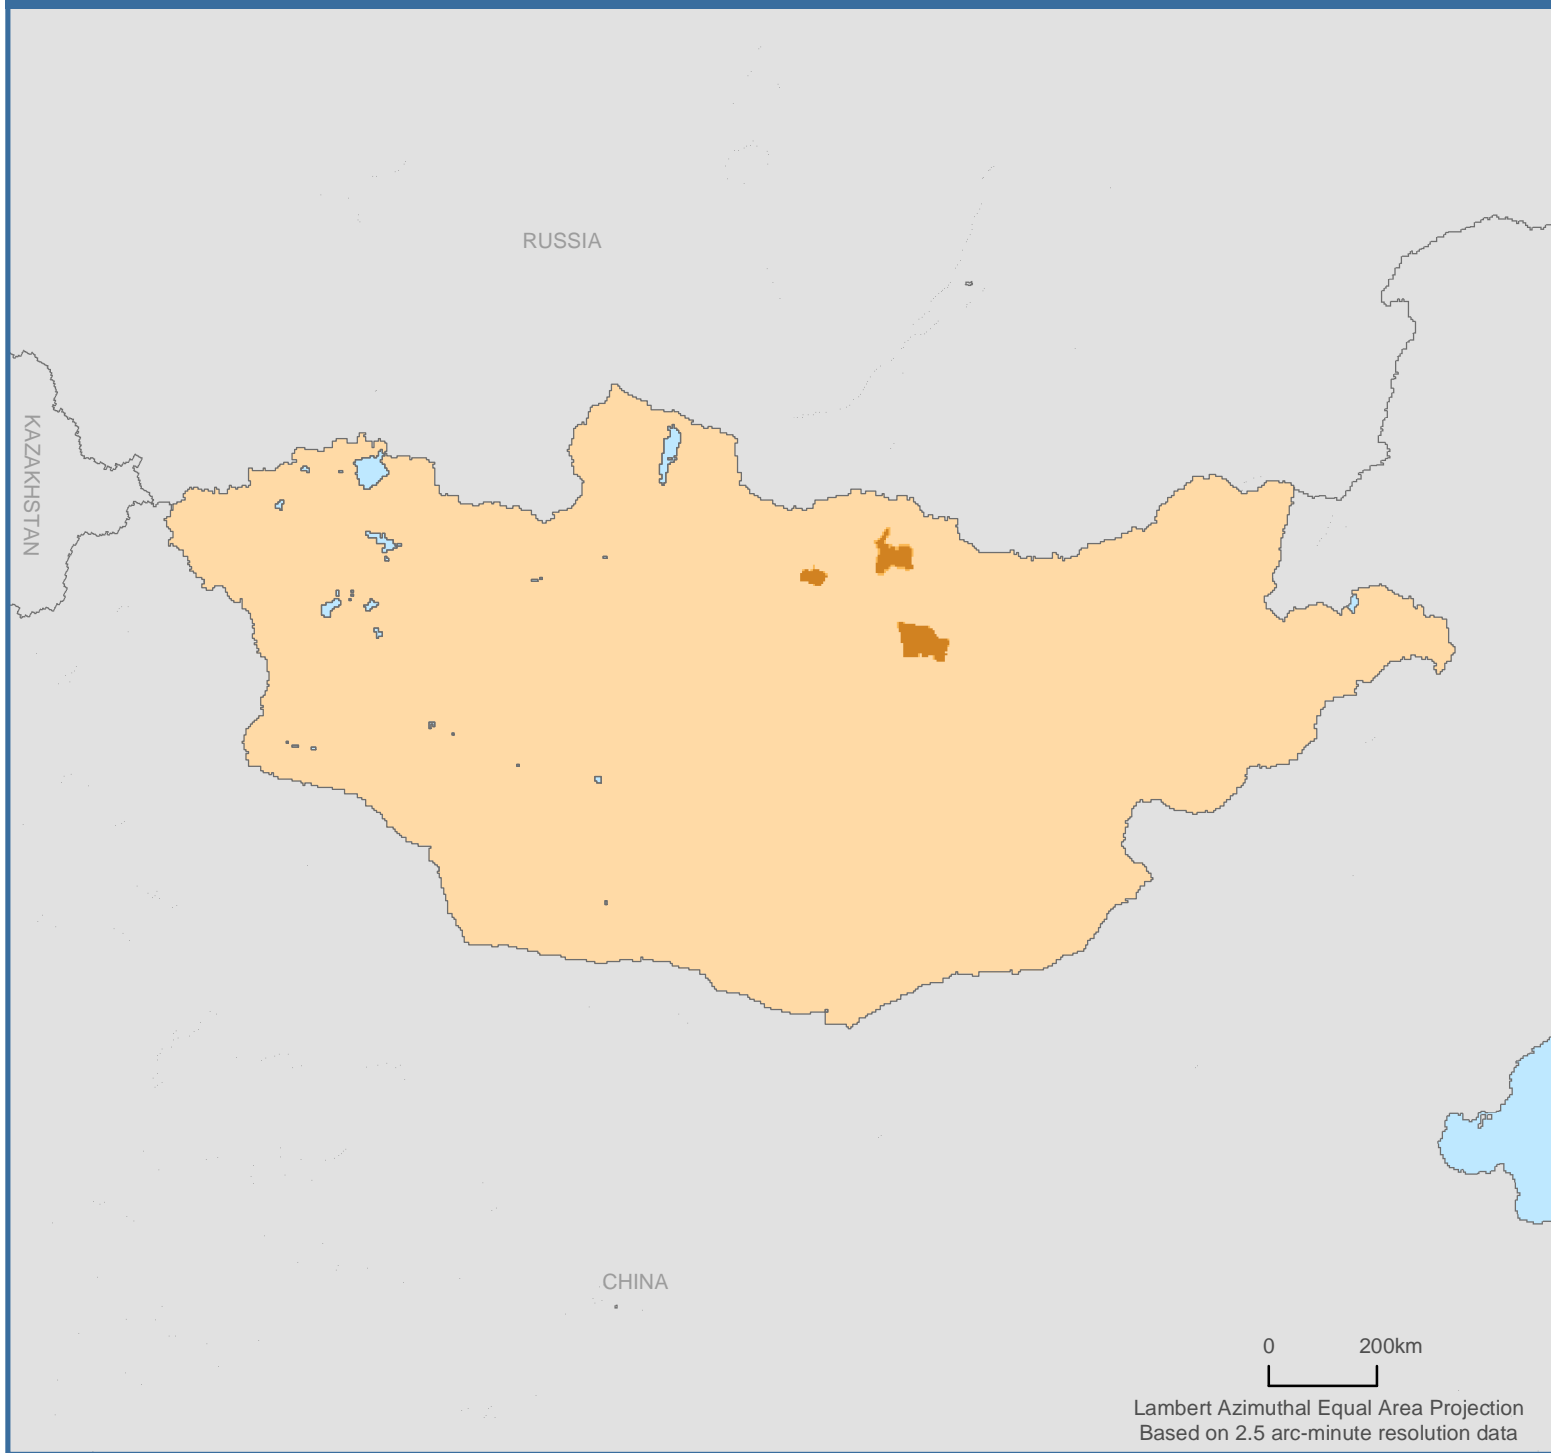 RUSSIA
KAZAKHSTAN
CHINA
0 200km
Lambert Azimuthal Equal Area Projection
Based on 2.5 arc-minute resolution data